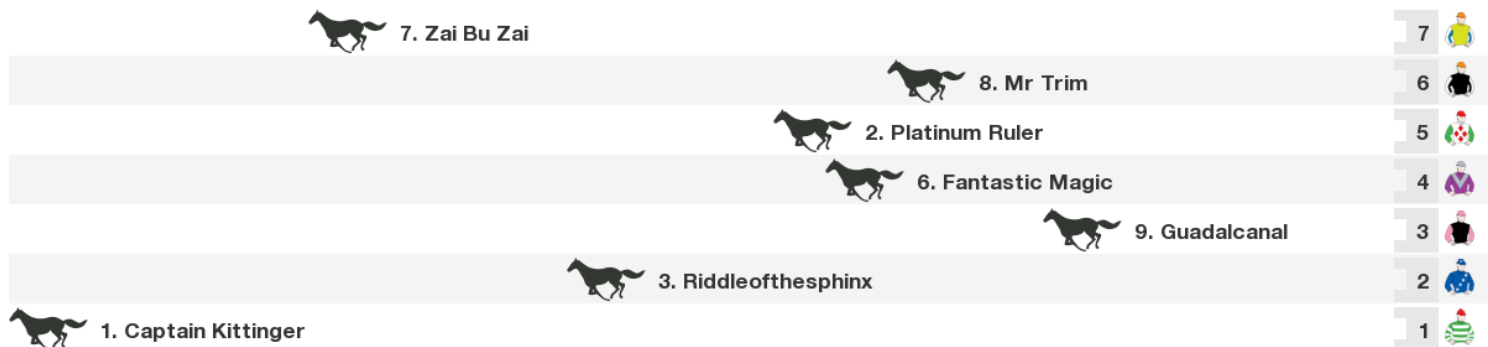 7. Zai Bu Zai 7
8. Mr Trim 6
2. Platinum Ruler 5
6. Fantastic Magic 4
9. Guadalcanal 3
3. Riddleofthesphinx 2
1. Captain Kittinger 1